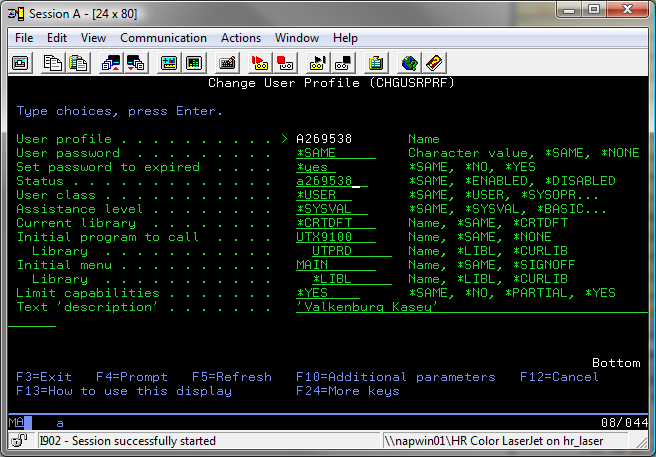 Session A - [24 x 80]
File Edit View Communication Actions Window Help
Change User Profile (CHGUSRPRF)
Type choices, press Enter.
User profile . . . . . . . . . . . > A269538 Name
User password . . . . . . . . . . *SAME Character value, *SAME, *NONE
Set password to expired . . . . . *yes *SAME, *NO, *YES
Status . . . . . . . . . . . . . . a269538 *SAME, *ENABLED, *DISABLED
User class . . . . . . . . . . . . *USER *SAME, *USER, *SYSOPR...
Assistance level . . . . . . . . . *SYSVAL *SAME, *SYSVAL, *BASIC...
Current library . . . . . . . . . *CRTDFT Name, *SAME, *CRTDFT
Initial program to call . . . . . UTX9100 Name, *SAME, *NONE
Library . . . . . . . . . . . . UTPRD Name, *LIBL, *CURLIB
Initial menu . . . . . . . . . . . MAIN Name, *SAME, *SIGNOFF
Library . . . . . . . . . . . . *LIBL Name, *LIBL, *CURLIB
Limit capabilities . . . . . . . . *YES *SAME, *NO, *PARTIAL, *YES
Text 'description' . . . . . . . . 'Valkenburg Kasey'
Bottom
F3=Exit F4=Prompt F5=Refresh F10=Additional parameters F12=Cancel
F13=How to use this display F24=More keys
MA a 08/044
I902 - Session successfully started \\napwin01\HR Color LaserJet on hr_laser